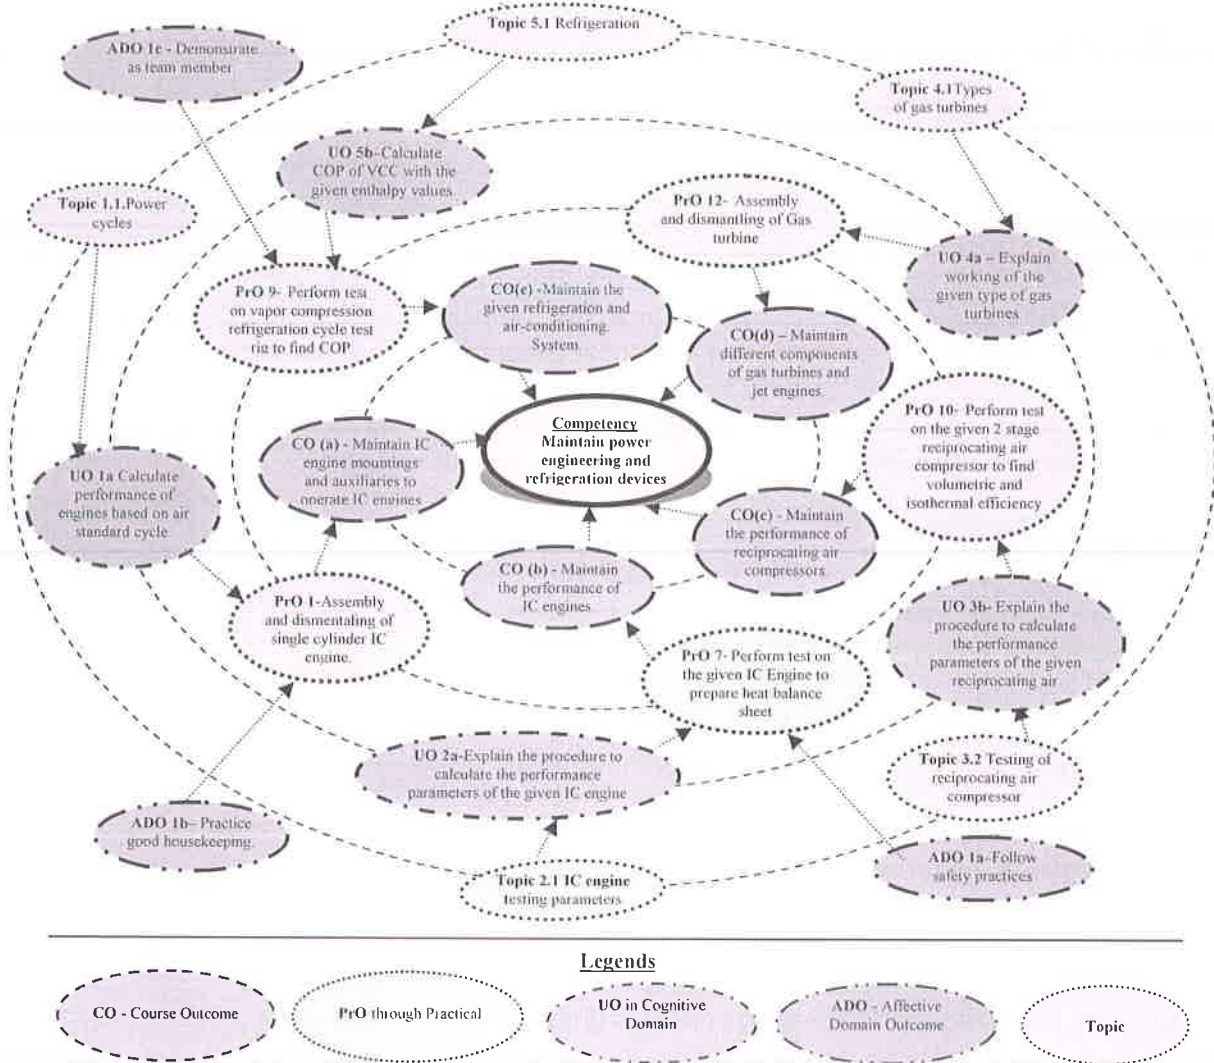 Topic 5.1 Refrigeration
ADO 1c - Demonstrate
as team member
Topic 4.1Types
of gas turbines
UO 5b–Calculate
COP of VCC with the
given enthalpy values.
Topic 1.1.Power
cycles
PrO 12- Assembly
and dismantling of Gas
turbine
UO 4a – Explain
working of the
given type of gas
turbines
PrO 9- Perform test
on vapor compression
refrigeration cycle test
rig to find COP
CO(e) -Maintain the
given refrigeration and
air-conditioning.
System.
CO(d) – Maintain
different components
of gas turbines and
jet engines.
PrO 10- Perform test
on the given 2 stage
reciprocating air
compressor to find
volumetric and
isothermal efficiency
Competency
Maintain power
engineering and
refrigeration devices
CO (a) - Maintain IC
engine mountings
and auxiliaries to
operate IC engines
UO 1a Calculate
performance of
engines based on air
standard cycle.
CO(c) - Maintain
the performance of
reciprocating air
compressors.
CO (b) - Maintain
the performance of
IC engines
PrO 1-Assembly
and dismentaling of
single cylinder IC
engine.
UO 3b- Explain the
procedure to calculate
the performance
parameters of the given
reciprocating air
PrO 7- Perform test on
the given IC Engine to
prepare heat balance
sheet
UO 2a-Explain the procedure to
calculate the performance
parameters of the given IC engine
Topic 3.2 Testing of
reciprocating air
compressor
ADO 1b– Practice
good housekeeping.
ADO 1a-Follow
safety practices
Topic 2.1 IC engine
testing parameters
Legends
CO - Course Outcome
PrO through Practical
UO in Cognitive
Domain
ADO - Affective
Domain Outcome
Topic